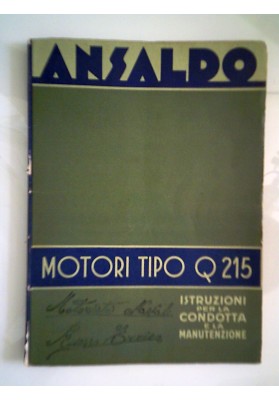 ANSALDO
MOTORI TIPO Q 215
ISTRUZIONI
PER LA
CONDOTTA
E LA
MANUTENZIONE